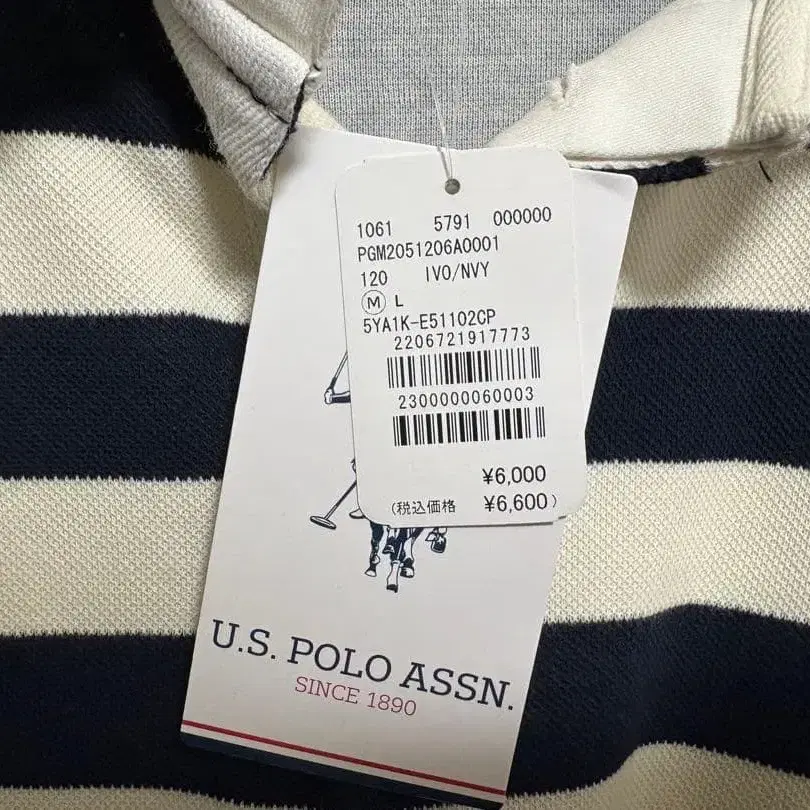 1061 5791 000000
PGM2051206A0001
120 IVO/NVY
M L
5YA1K-E51102CP
2206721917773
2300000060003
¥6,000
(税込価格 ¥6,600)
U.S. POLO ASSN.
SINCE 1890